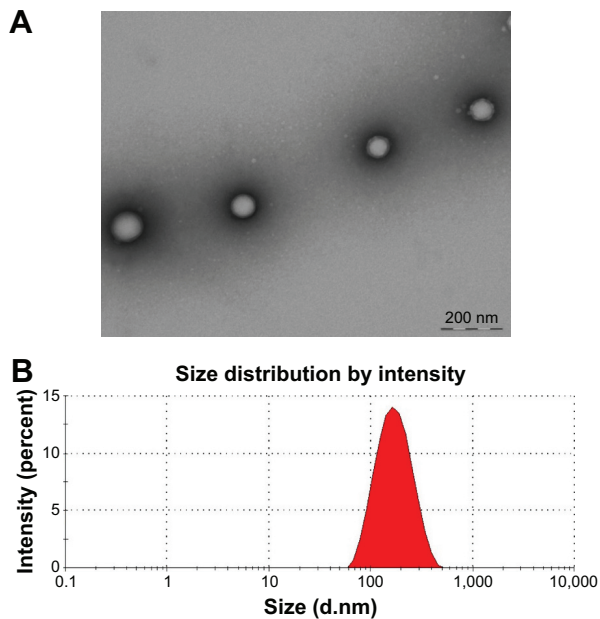 A
200 nm
B
Size distribution by intensity
Intensity (percent)
15
10
5
0
0.1 1 10 100 1,000 10,000
Size (d.nm)